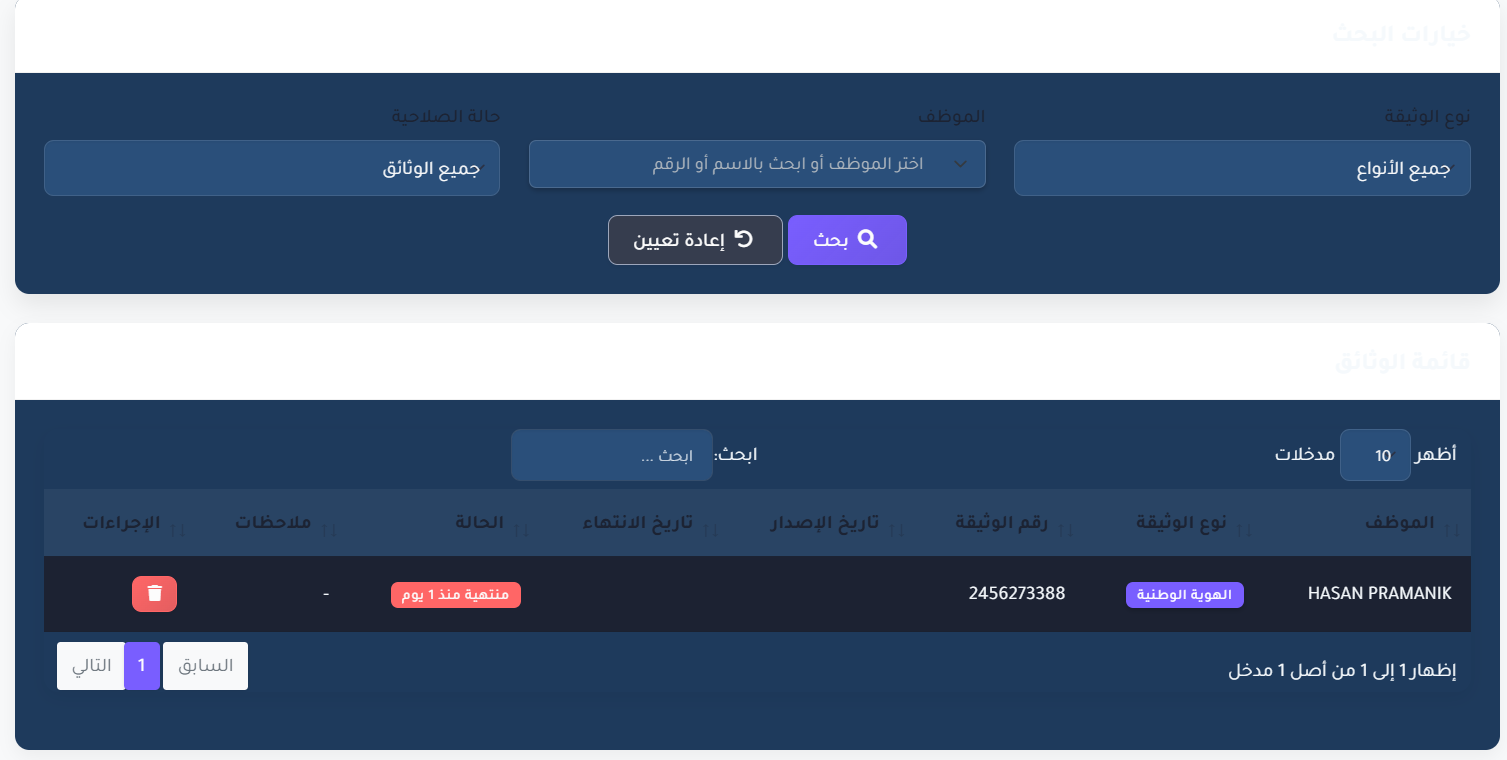 خيارات البحث
نوع الوثيقة
جميع الأنواع
الموظف
اختر الموظف أو ابحث بالاسم أو الرقم
حالة الصلاحية
جميع الوثائق
بحث
إعادة تعيين
قائمة الوثائق
أظهر 10 مدخلات
ابحث: ابحث ...
الموظف نوع الوثيقة رقم الوثيقة تاريخ الإصدار تاريخ الانتهاء الحالة ملاحظات الإجراءات
HASAN PRAMANIK الهوية الوطنية 2456273388 منتهية منذ 1 يوم -
إظهار 1 إلى 1 من أصل 1 مدخل
السابق 1 التالي